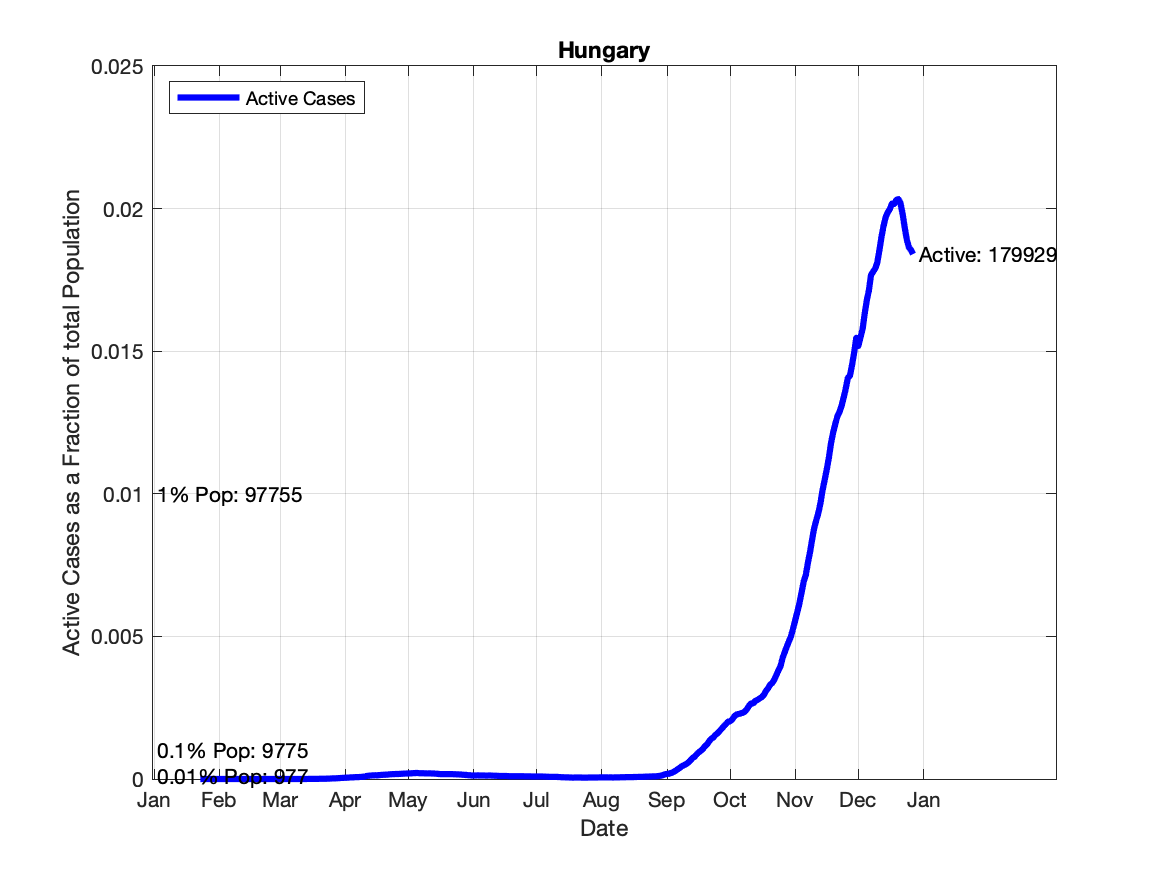 Hungary
0.025
Active Cases
0.02
Active: 179929
0.015
Active Cases as a Fraction of total Population
0.01
1% Pop: 97755
0.005
0.1% Pop: 9775
0
0.01% Pop: 977
Jan Feb Mar Apr May Jun Jul Aug Sep Oct Nov Dec Jan
Date